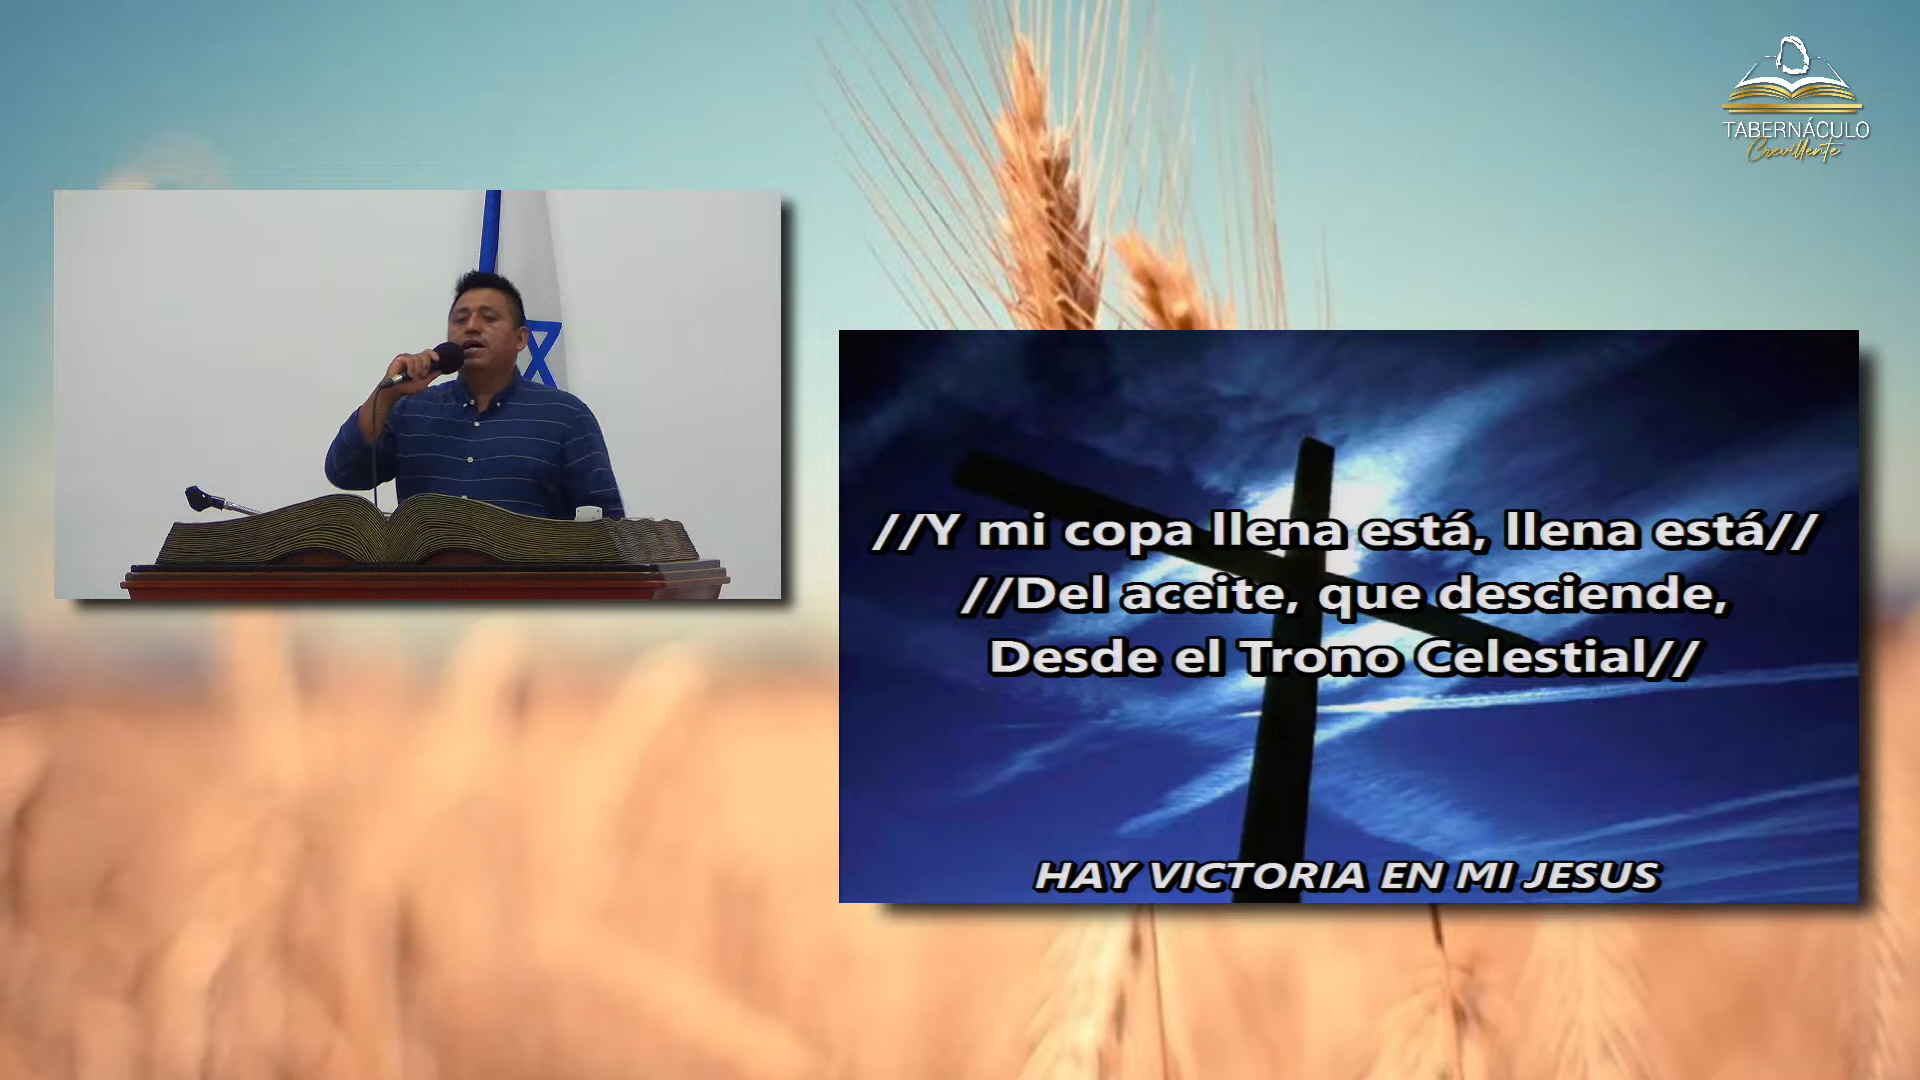 TABERNÁCULO
Crevillente
//Y mi copa llena está, llena está//
//Del aceite, que desciende,
Desde el Trono Celestial//
HAY VICTORIA EN MI JESUS